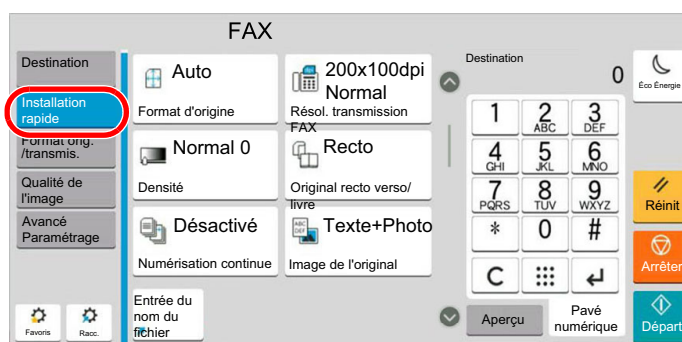 FAX
Destination
Installation
rapide
Format orig.
/transmis.
Qualité de
l'image
Avancé
Paramétrage
Favoris
Racc.
Auto
Format d'origine
200x100dpi
Normal
Résol. transmission
FAX
Normal 0
Densité
Recto
Original recto verso/
livre
Désactivé
Numérisation continue
ABC
DEF
Texte+Photo
Image de l'original
Entrée du
nom du
fichier
Destination
0
1
2
ABC
3
DEF
4
GHI
5
JKL
6
MNO
7
PQRS
8
TUV
9
WXYZ
*
0
#
C
Aperçu
Pavé
numérique
Éco Énergie
Réinit
Arrêter
Départ